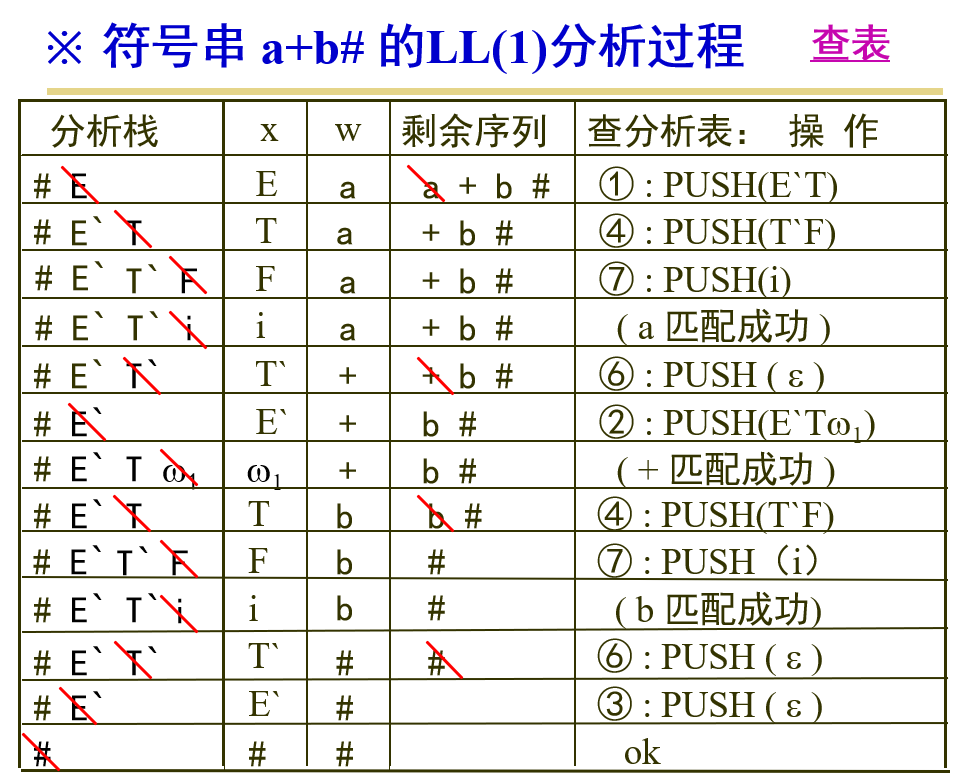 ※ 符号串 a+b# 的LL(1)分析过程 查表
分析栈 x w 剩余序列 查分析表： 操 作
# E E a a + b # ① : PUSH(E`T)
# E` T T a + b # ④ : PUSH(T`F)
# E` T` F F a + b # ⑦ : PUSH(i)
# E` T` i i a + b # ( a 匹配成功 )
# E` T` T` + + b # ⑥ : PUSH ( ε )
# E` E` + b # ② : PUSH(E`Tω₁)
# E` T ω₁ ω₁ + b # ( + 匹配成功 )
# E` T T b b # ④ : PUSH(T`F)
# E` T` F F b # ⑦ : PUSH（i）
# E` T` i i b # ( b 匹配成功)
# E` T` T` # # ⑥ : PUSH ( ε )
# E` E` # ③ : PUSH ( ε )
# # # ok